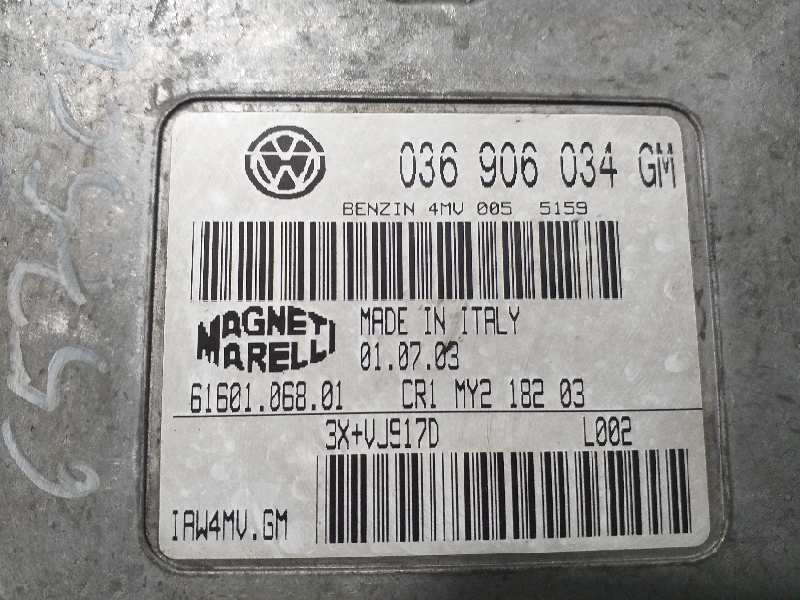 036 906 034 GM
BENZIN 4MV 005 5159
MAGNETI
MARELLI
MADE IN ITALY
01.07.03
61601.068.01 CR1 MY2 182 03
3X+VJ917D L002
IAW4MV.GM